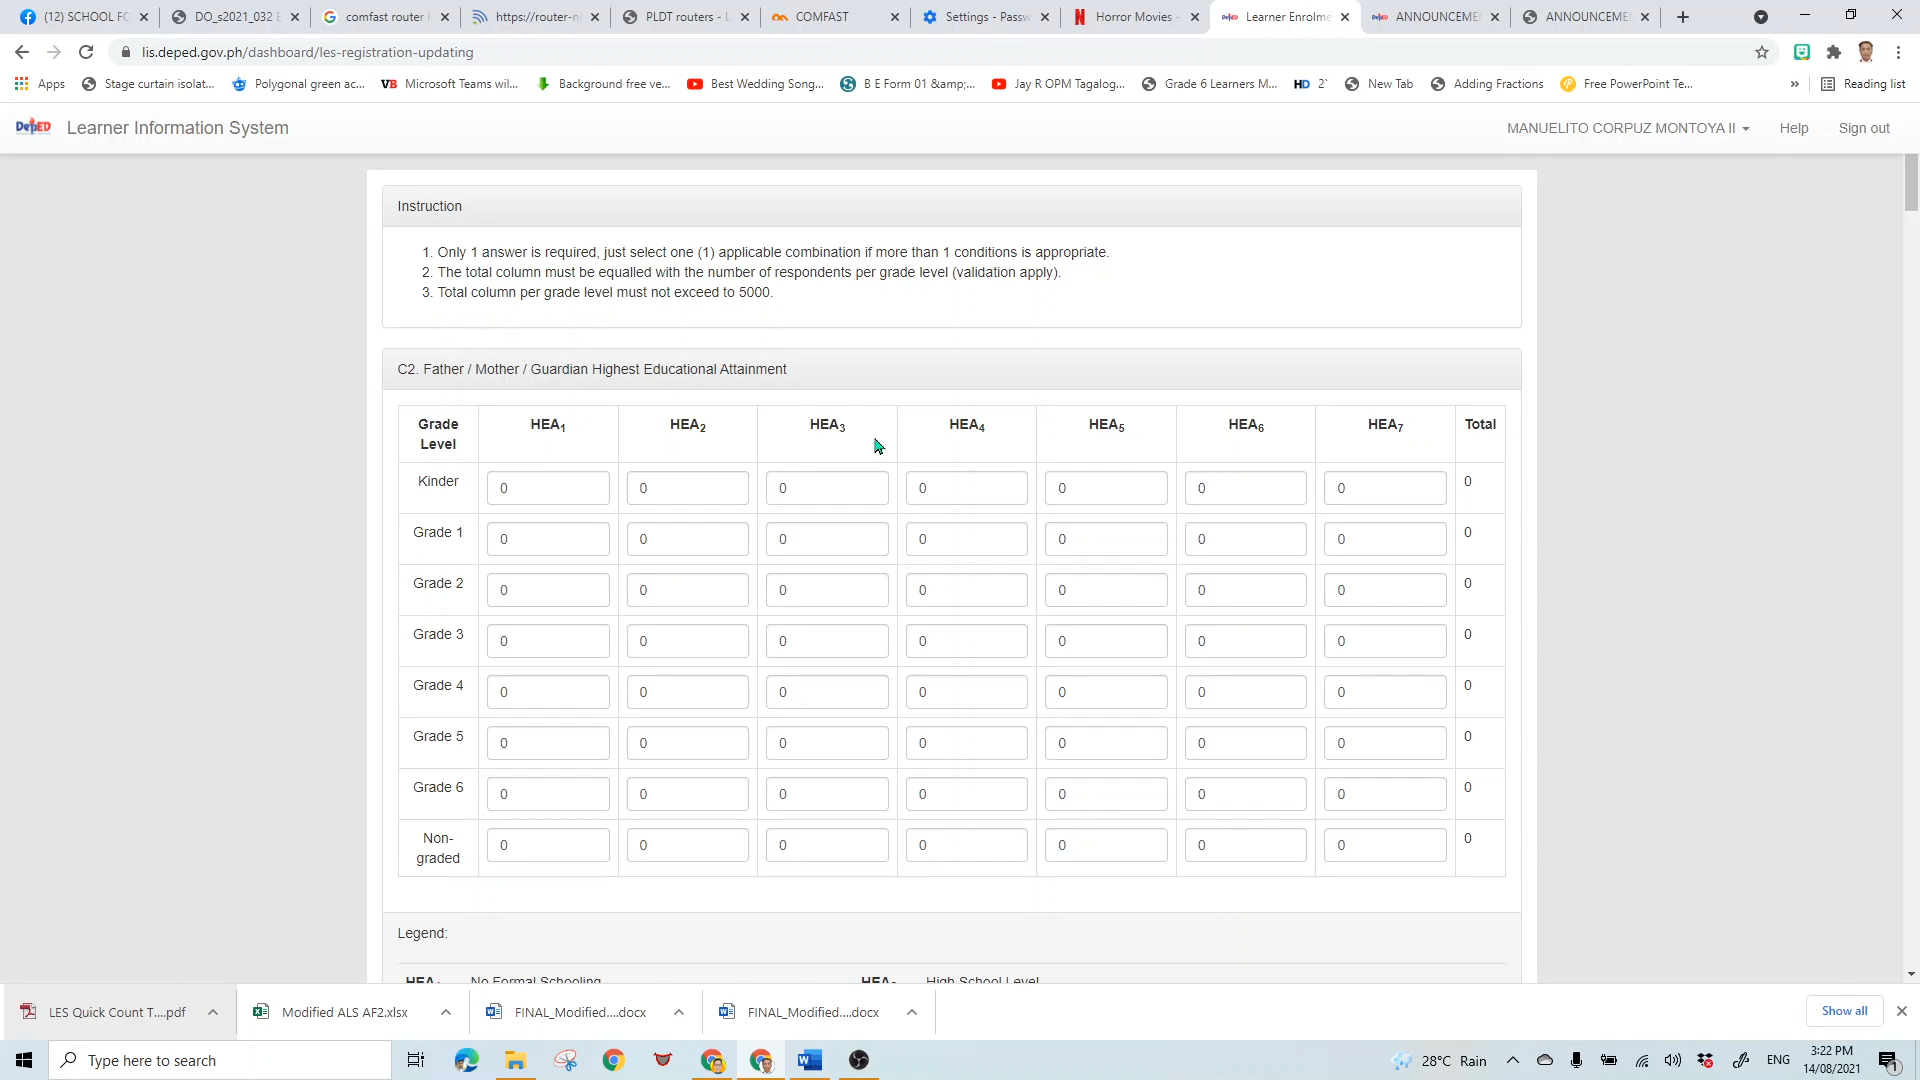 (12) SCHOOL FO
DO_s2021_032 E
comfast router
https://router-n
PLDT routers - L
COMFAST
Settings - Passw
Horror Movies -
Learner Enrolme
ANNOUNCEME
ANNOUNCEME
lis.deped.gov.ph/dashboard/les-registration-updating
Apps
Stage curtain isolat...
Polygonal green ac...
VB Microsoft Teams wil...
Background free ve...
Best Wedding Song...
B E Form 01 &amp;...
Jay R OPM Tagalog...
Grade 6 Learners M...
HD 2`
New Tab
Adding Fractions
Free PowerPoint Te...
»
Reading list
DepED Learner Information System
MANUELITO CORPUZ MONTOYA II
Help
Sign out
Instruction
1. Only 1 answer is required, just select one (1) applicable combination if more than 1 conditions is appropriate.
2. The total column must be equalled with the number of respondents per grade level (validation apply).
3. Total column per grade level must not exceed to 5000.
C2. Father / Mother / Guardian Highest Educational Attainment
Grade Level HEA1 HEA2 HEA3 HEA4 HEA5 HEA6 HEA7 Total
Kinder 0 0 0 0 0 0 0 0
Grade 1 0 0 0 0 0 0 0 0
Grade 2 0 0 0 0 0 0 0 0
Grade 3 0 0 0 0 0 0 0 0
Grade 4 0 0 0 0 0 0 0 0
Grade 5 0 0 0 0 0 0 0 0
Grade 6 0 0 0 0 0 0 0 0
Non-graded 0 0 0 0 0 0 0 0
Legend:
No Formal Schooling
High School Level
LES Quick Count T....pdf
Modified ALS AF2.xlsx
FINAL_Modified....docx
FINAL_Modified....docx
Show all
Type here to search
28°C Rain
ENG
3:22 PM
14/08/2021
1